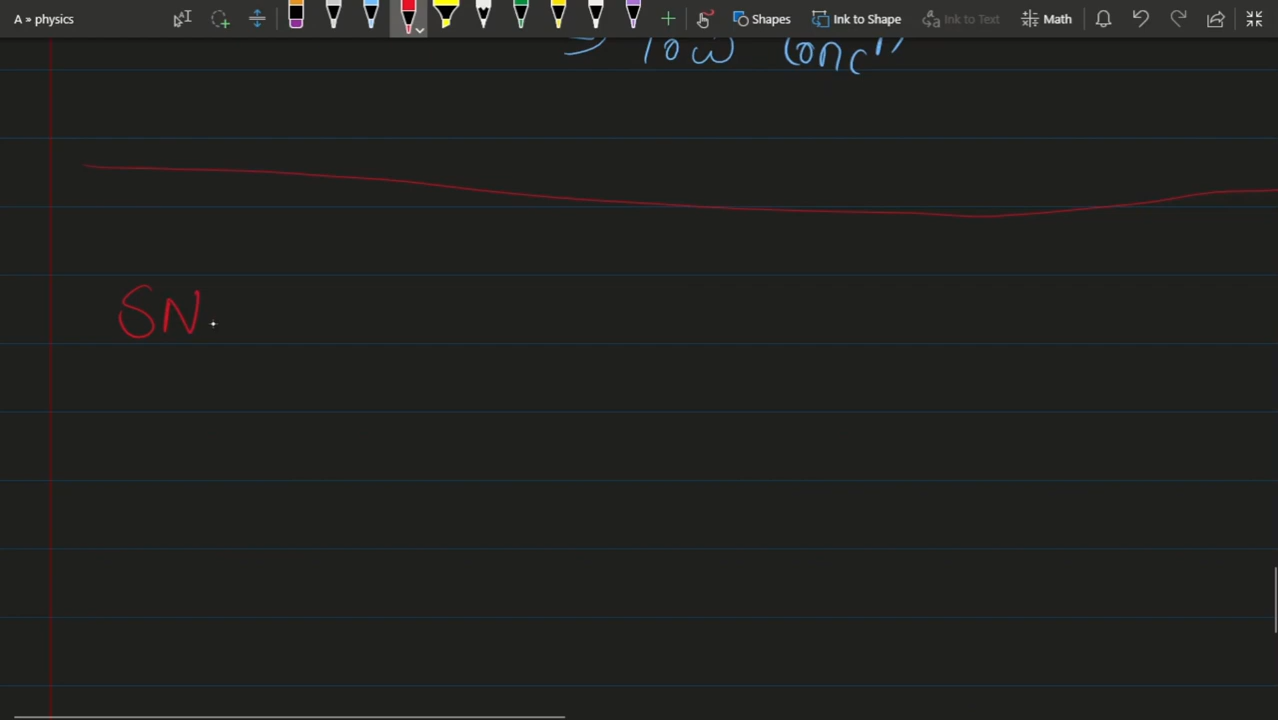 A » physics
Shapes Ink to Shape Ink to Text Math
→ low concⁿ
SN